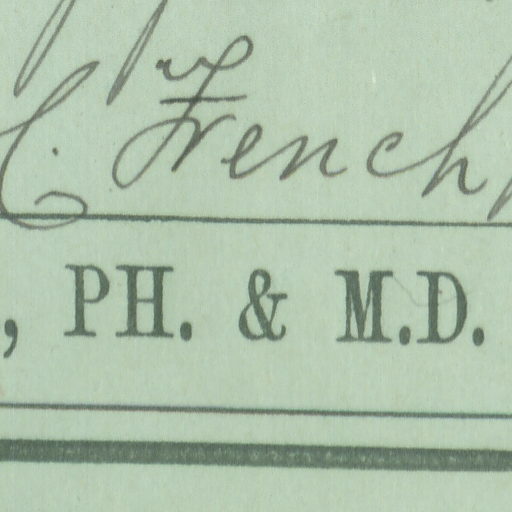 C. French
, PH. & M.D.